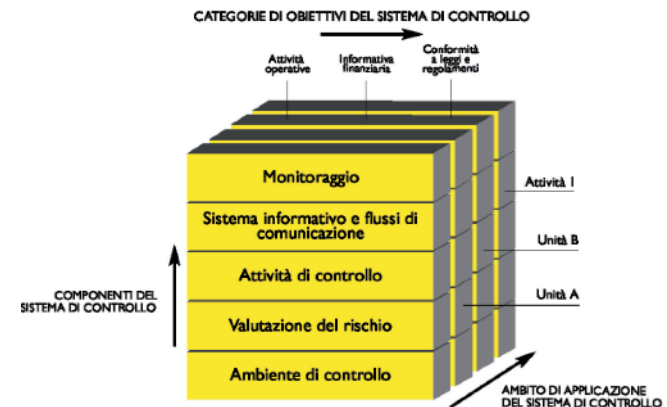 CATEGORIE DI OBIETTIVI DEL SISTEMA DI CONTROLLO
Attività
operative
Informativa
finanziaria
Conformità
a leggi e
regolamenti
Monitoraggio
Sistema informativo e flussi di
comunicazione
Attività di controllo
Valutazione del rischio
Ambiente di controllo
Attività 1
Unità B
Unità A
COMPONENTI DEL
SISTEMA DI CONTROLLO
AMBITO DI APPLICAZIONE
DEL SISTEMA DI CONTROLLO